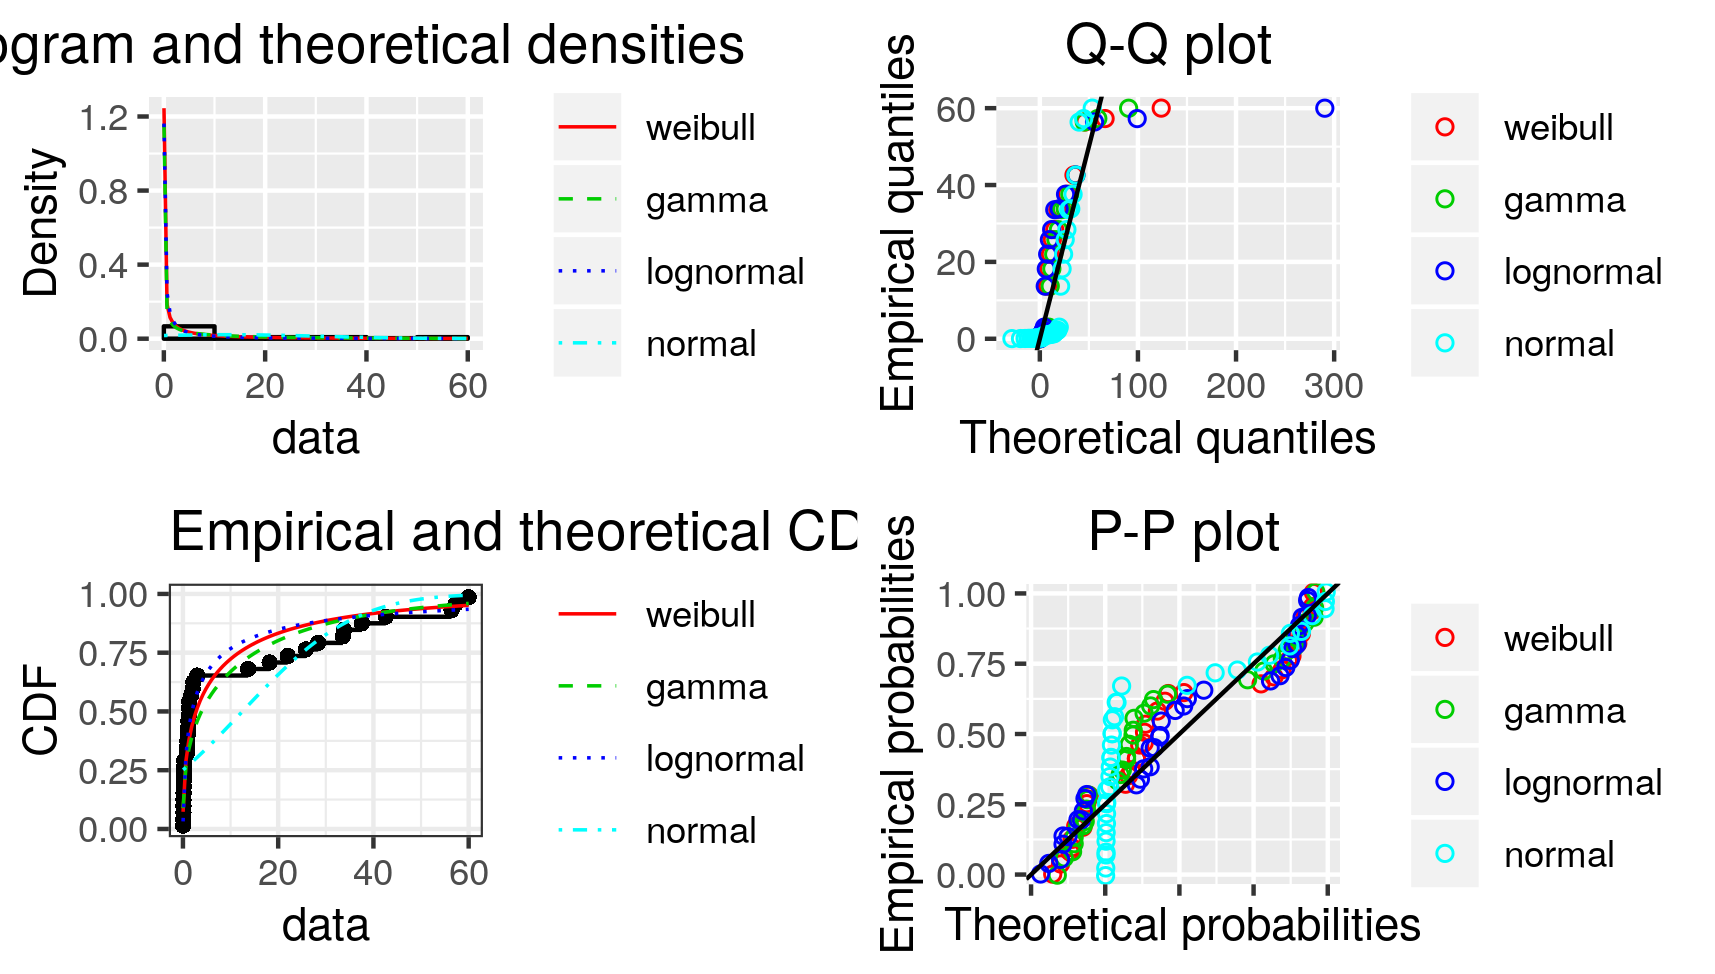 ogram and theoretical densities
Density
1.2
0.8
0.4
0.0
0 20 40 60
data
weibull
gamma
lognormal
normal
Q-Q plot
Empirical quantiles
60
40
20
0
0 100 200 300
Theoretical quantiles
weibull
gamma
lognormal
normal
Empirical and theoretical CD
CDF
1.00
0.75
0.50
0.25
0.00
0 20 40 60
data
weibull
gamma
lognormal
normal
P-P plot
Empirical probabilities
1.00
0.75
0.50
0.25
0.00
Theoretical probabilities
weibull
gamma
lognormal
normal